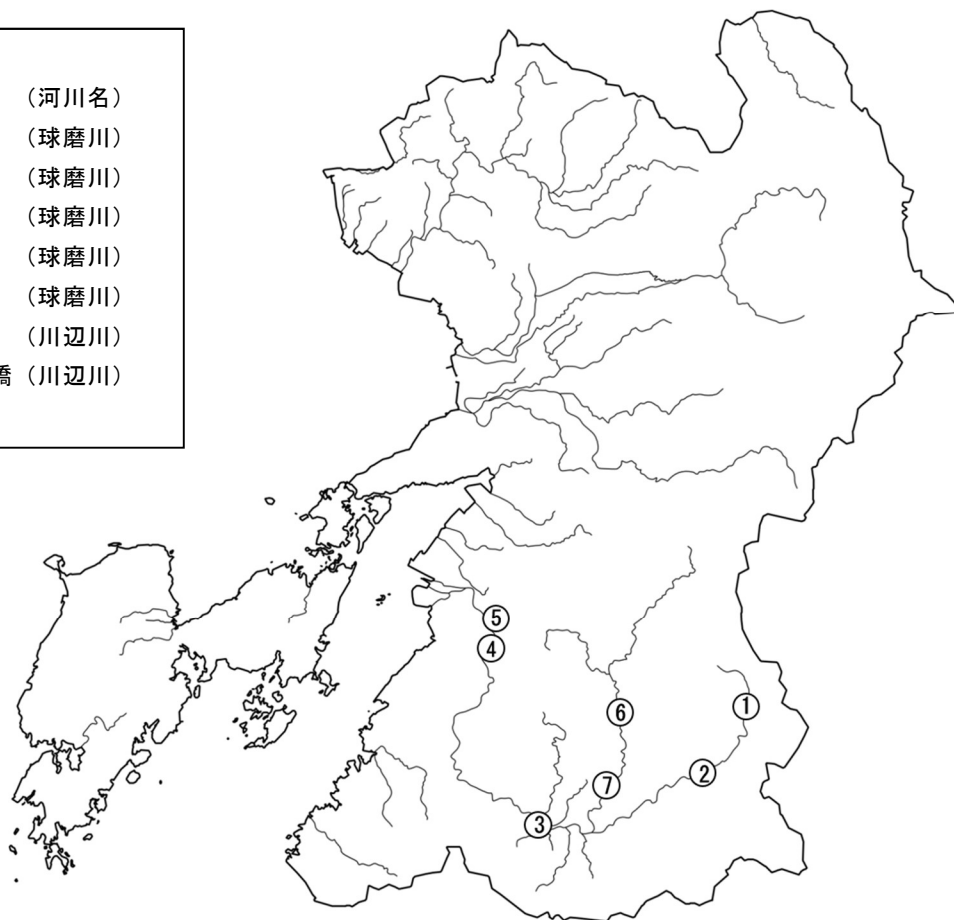 （河川名）
（球磨川）
（球磨川）
（球磨川）
（球磨川）
（球磨川）
（川辺川）
橋（川辺川）
⑤
④
①
⑥
②
⑦
③